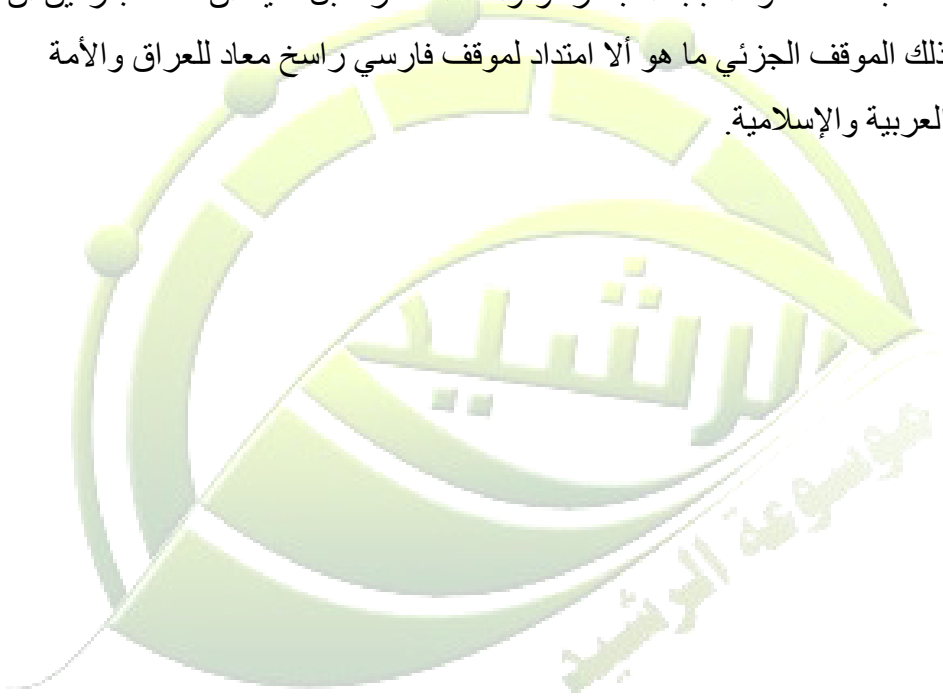 ذلك الموقف الجزئي ما هو ألا امتداد لموقف فارسي راسخ معاد للعراق والأمة
العربية والإسلامية.
الرشيد
موسوعة الرشيد